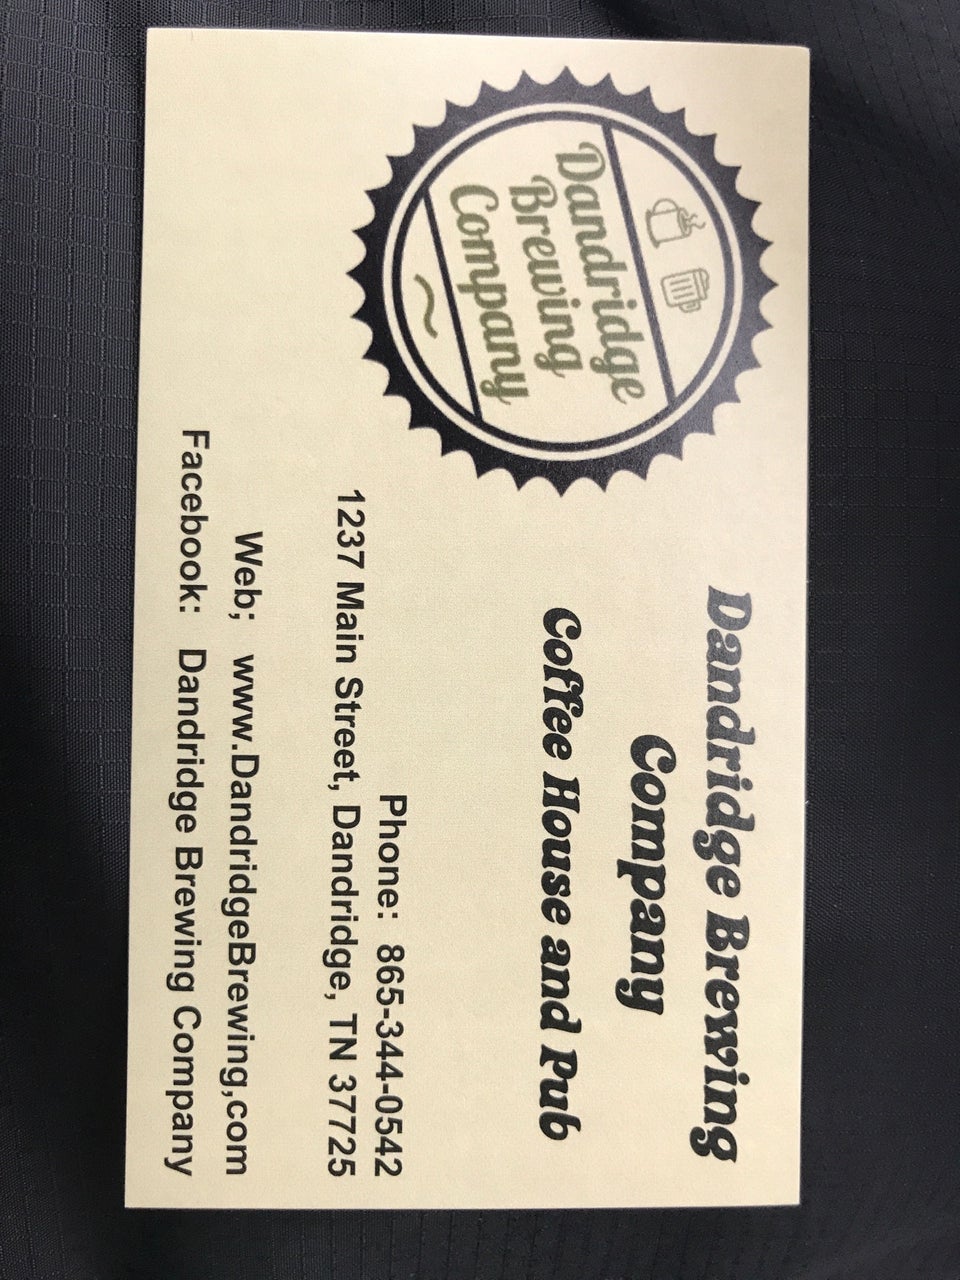 Dandridge
Brewing
Company
Dandridge Brewing
Company
Coffee House and Pub
Phone: 865-344-0542
1237 Main Street, Dandridge, TN 37725
Web; www.DandridgeBrewing,com
Facebook: Dandridge Brewing Company